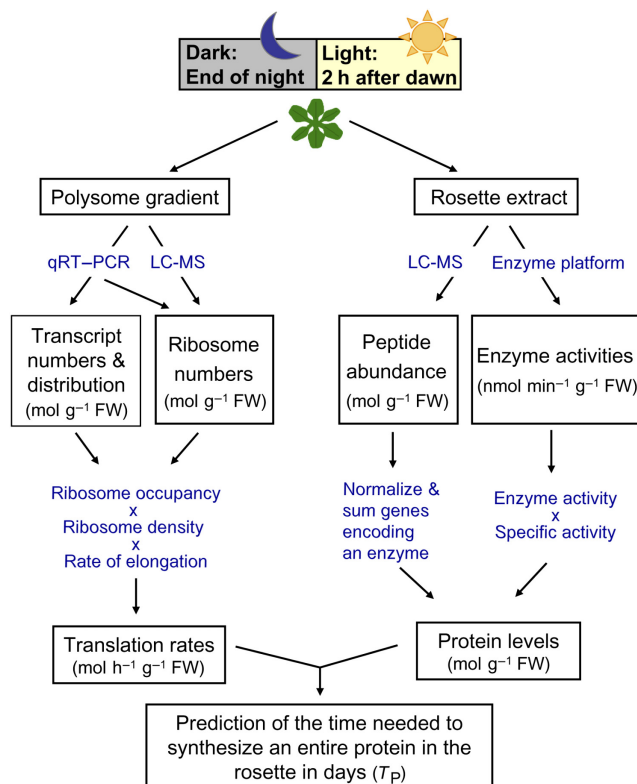 Dark:
End of night
Light:
2 h after dawn
Polysome gradient
Rosette extract
qRT–PCR
LC-MS
LC-MS
Enzyme platform
Transcript
numbers &
distribution
(mol g⁻¹ FW)
Ribosome
numbers
(mol g⁻¹ FW)
Peptide
abundance
(mol g⁻¹ FW)
Enzyme activities
(nmol min⁻¹ g⁻¹ FW)
Ribosome occupancy
x
Ribosome density
x
Rate of elongation
Normalize &
sum genes
encoding
an enzyme
Enzyme activity
x
Specific activity
Translation rates
(mol h⁻¹ g⁻¹ FW)
Protein levels
(mol g⁻¹ FW)
Prediction of the time needed to
synthesize an entire protein in the
rosette in days (T_P)